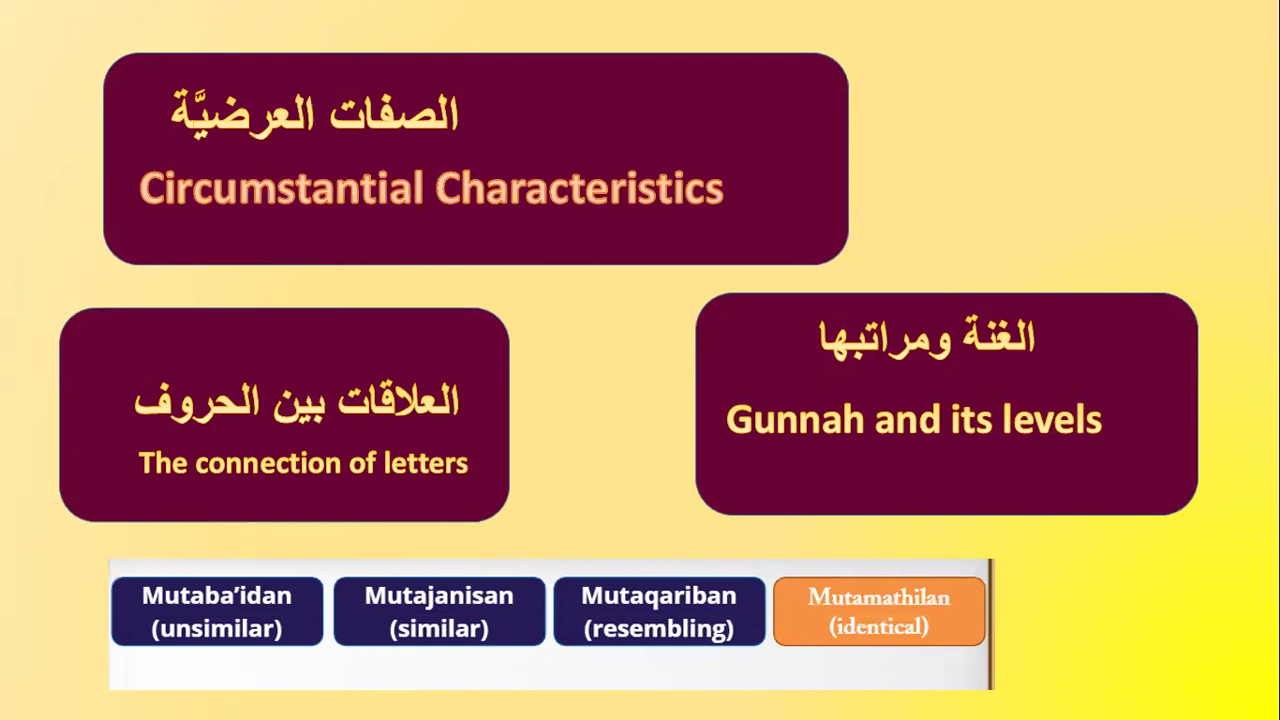 الصفات العرضيَّة
Circumstantial Characteristics
العلاقات بين الحروف
The connection of letters
الغنة ومراتبها
Gunnah and its levels
Mutaba’idan
(unsimilar)
Mutajanisan
(similar)
Mutaqariban
(resembling)
Mutamathilan
(identical)